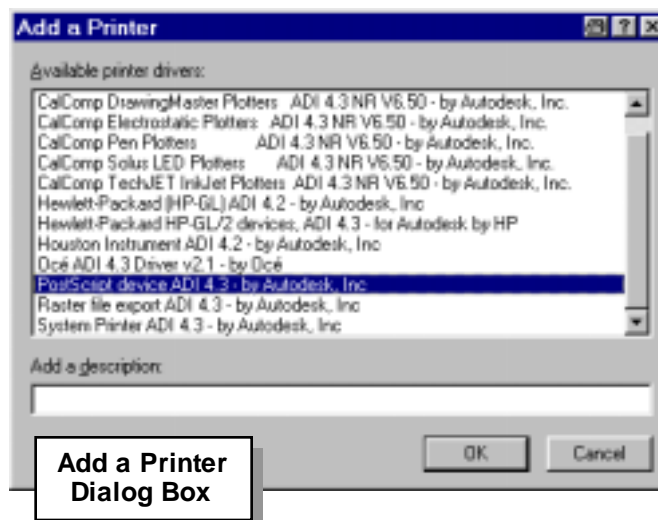 Add a Printer
Available printer drivers:
CalComp DrawingMaster Plotters ADI 4.3 NR V6.50 - by Autodesk, Inc.
CalComp Electrostatic Plotters ADI 4.3 NR V6.50 - by Autodesk, Inc.
CalComp Pen Plotters ADI 4.3 NR V6.50 - by Autodesk, Inc.
CalComp Solus LED Plotters ADI 4.3 NR V6.50 - by Autodesk, Inc.
CalComp TechJET InkJet Plotters ADI 4.3 NR V6.50 - by Autodesk, Inc.
Hewlett-Packard (HP-GL) ADI 4.2 - by Autodesk, Inc
Hewlett-Packard HP-GL/2 devices, ADI 4.3 - for Autodesk by HP
Houston Instrument ADI 4.2 - by Autodesk, Inc
Océ ADI 4.3 Driver v2.1 - by Océ
PostScript device ADI 4.3 - by Autodesk, Inc
Raster file export ADI 4.3 - by Autodesk, Inc
System Printer ADI 4.3 - by Autodesk, Inc
Add a description:
OK Cancel
Add a Printer
Dialog Box